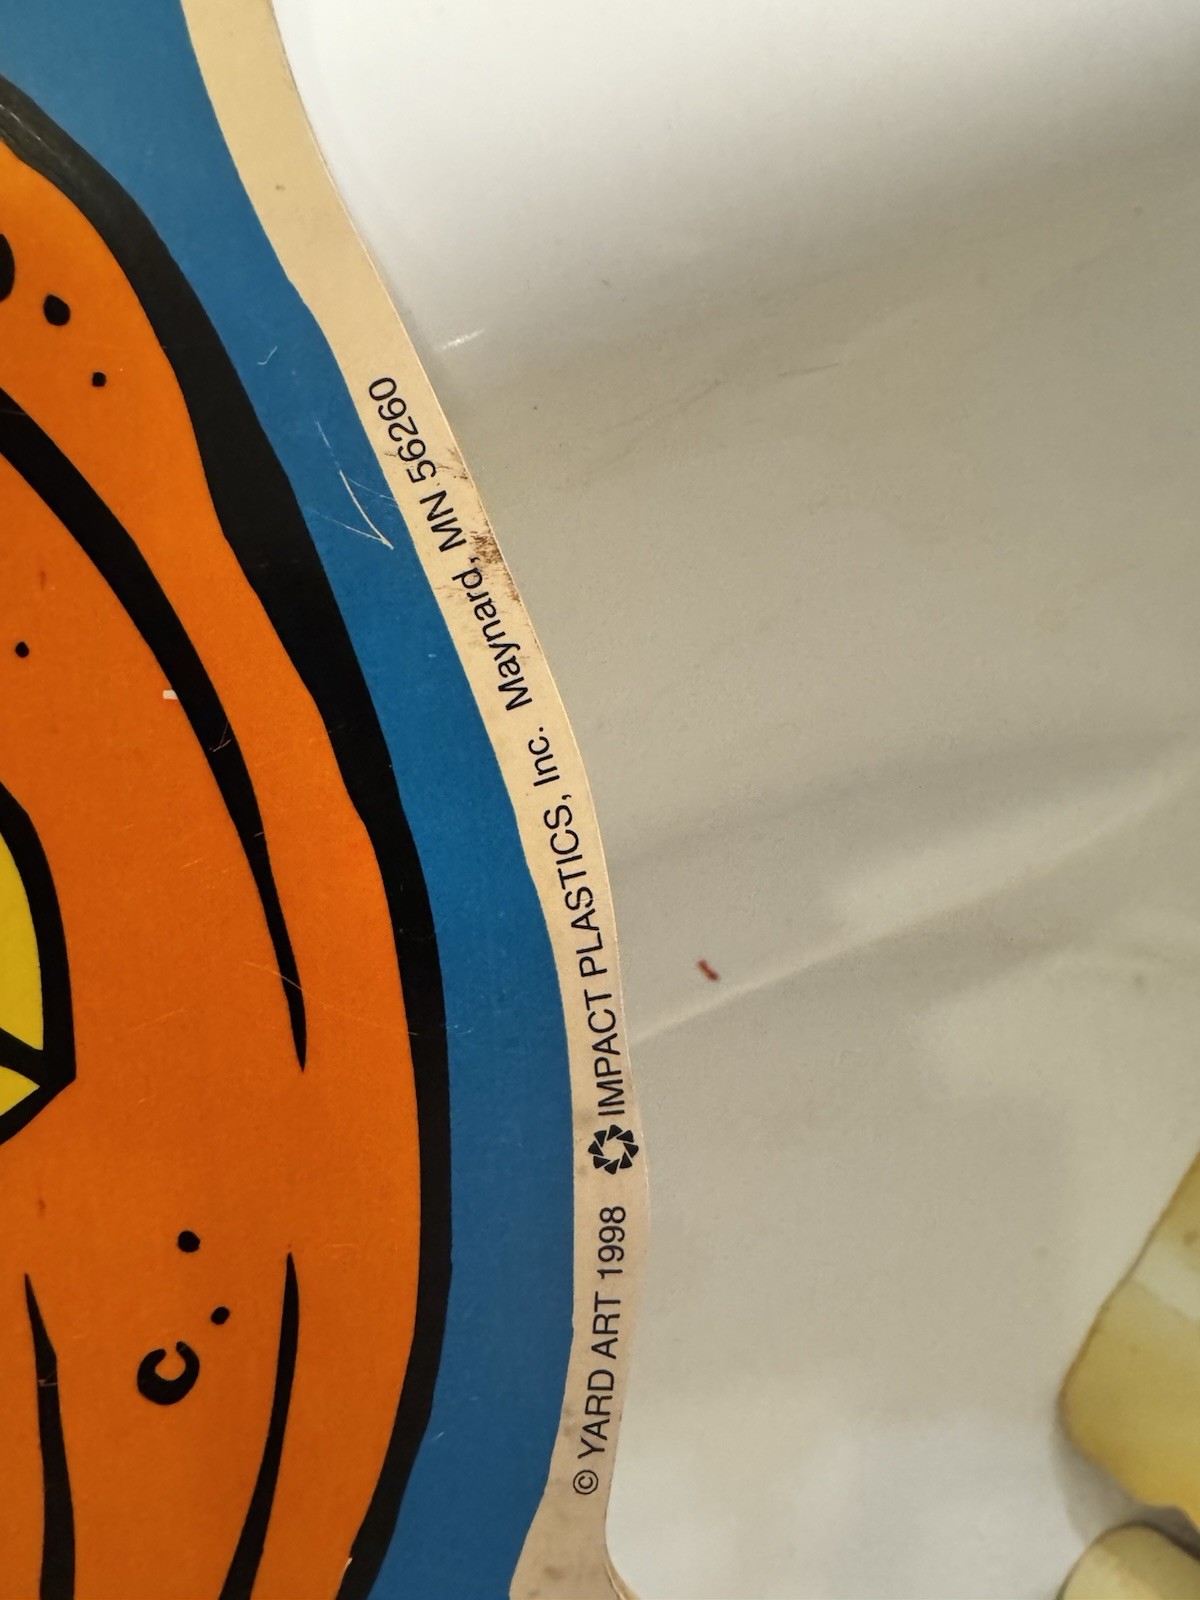 © YARD ART 1998 IMPACT PLASTICS, Inc. Maynard, MN 56260